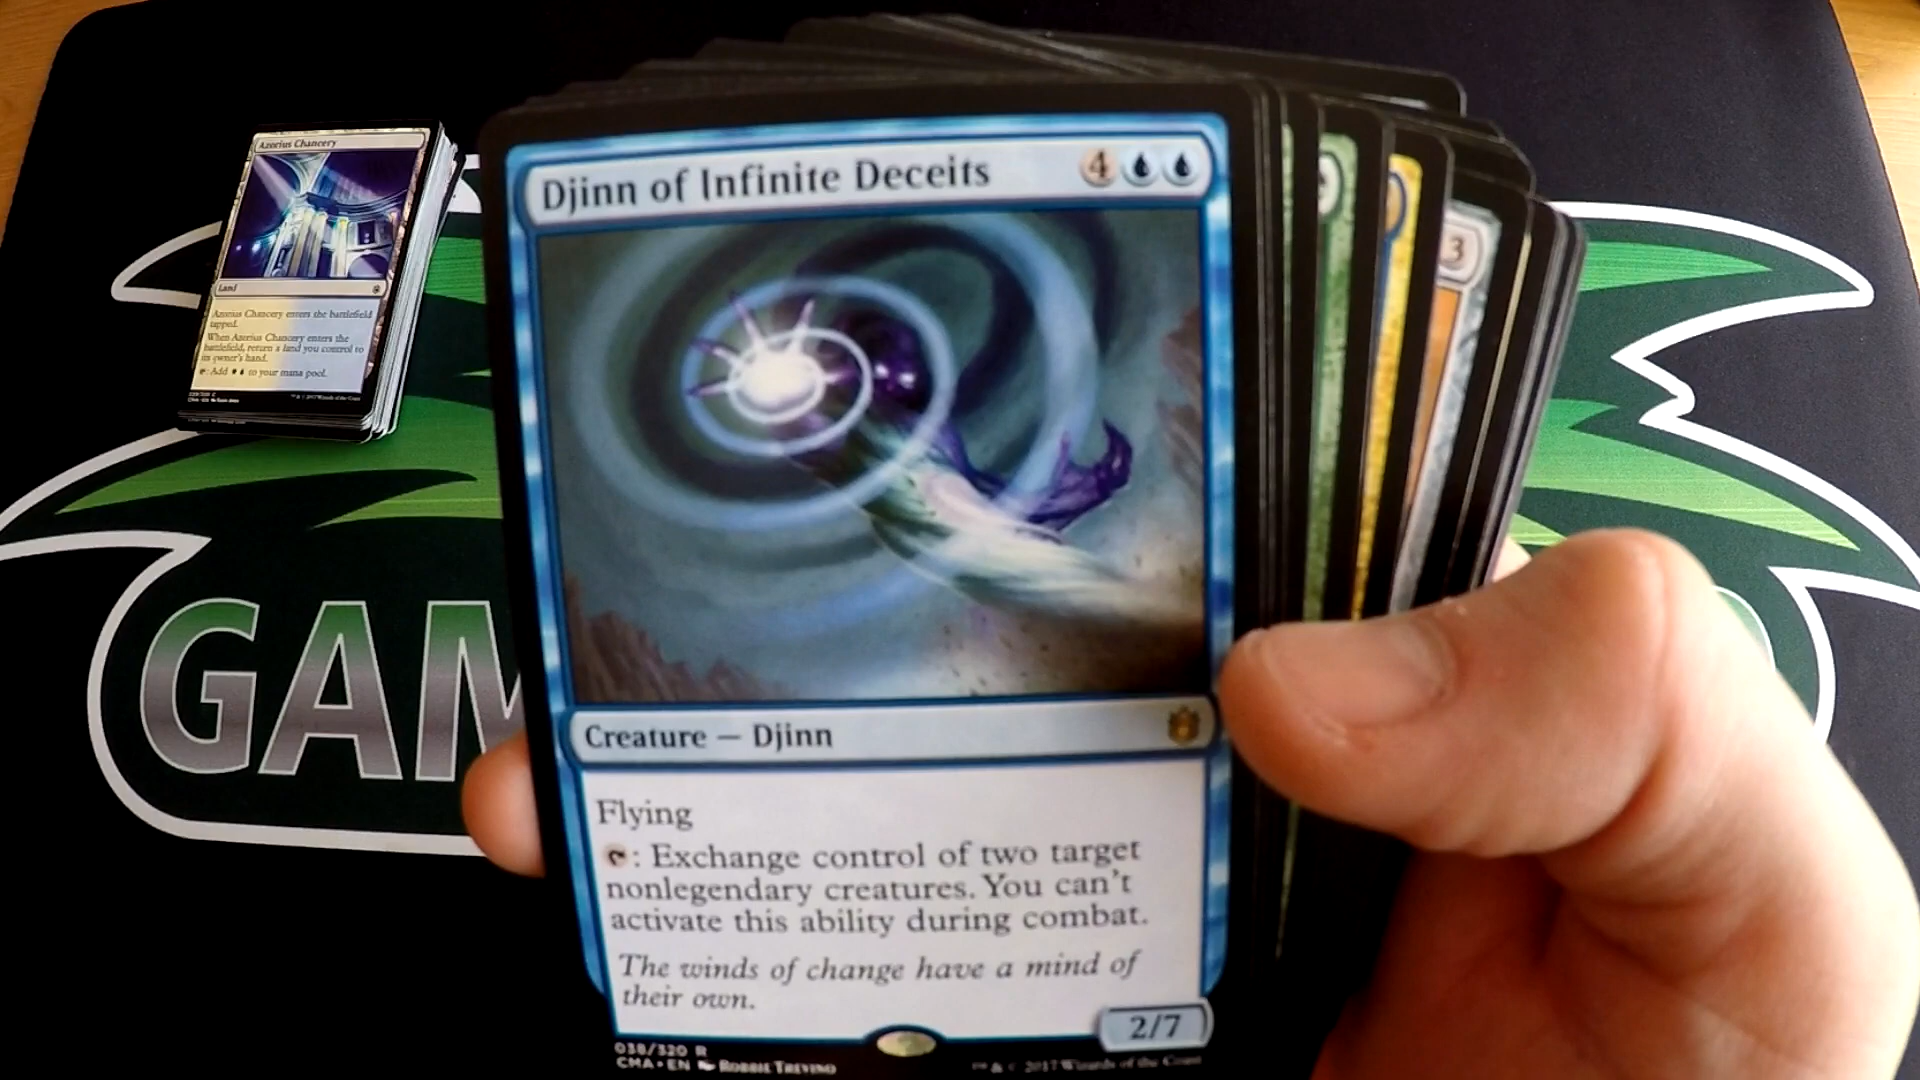 Azorius Chancery
Land
Azorius Chancery enters the battlefield
tapped.
When Azorius Chancery enters the
battlefield, return a land you control to
its owner's hand.
: Add to your mana pool.
GAM
Djinn of Infinite Deceits
4
3
Creature — Djinn
Flying
: Exchange control of two target
nonlegendary creatures. You can't
activate this ability during combat.
The winds of change have a mind of
their own.
2/7
038/320 R
CMA • EN Robbie Trevino
™ & © 2017 Wizards of the Coast